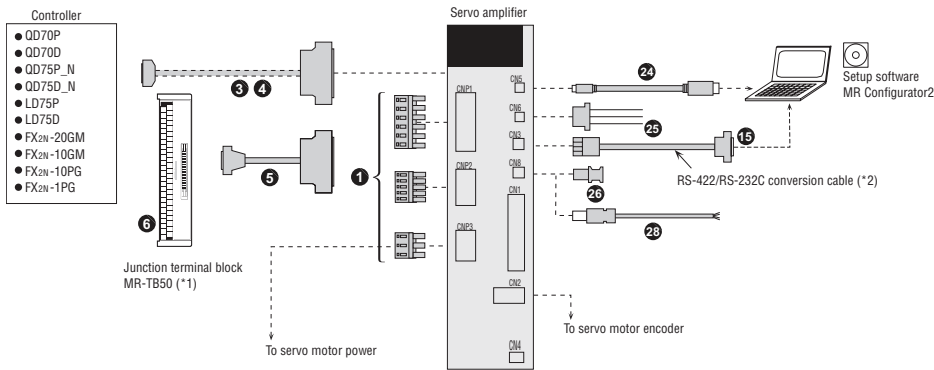 Controller
● QD70P
● QD70D
● QD75P_N
● QD75D_N
● LD75P
● LD75D
● FX2N-20GM
● FX2N-10GM
● FX2N-10PG
● FX2N-1PG
3 4
5
6
Junction terminal block
MR-TB50 (*1)
1
To servo motor power
Servo amplifier
CNP1
CNP2
CNP3
CN5
CN6
CN3
CN8
CN1
CN2
CN4
24
25
15
RS-422/RS-232C conversion cable (*2)
26
28
To servo motor encoder
Setup software
MR Configurator2